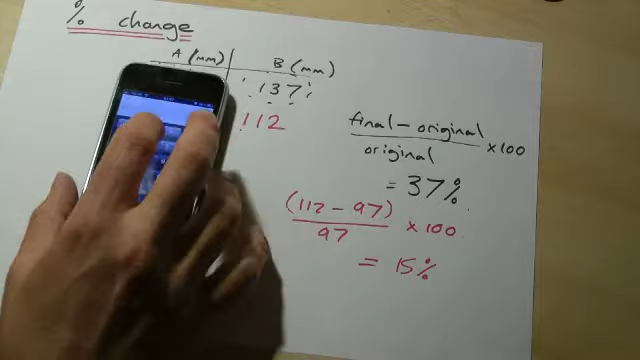 % change
A (mm) B (mm)
137
112
final - original
original × 100
= 37%
(112 - 97)
97 × 100
= 15%